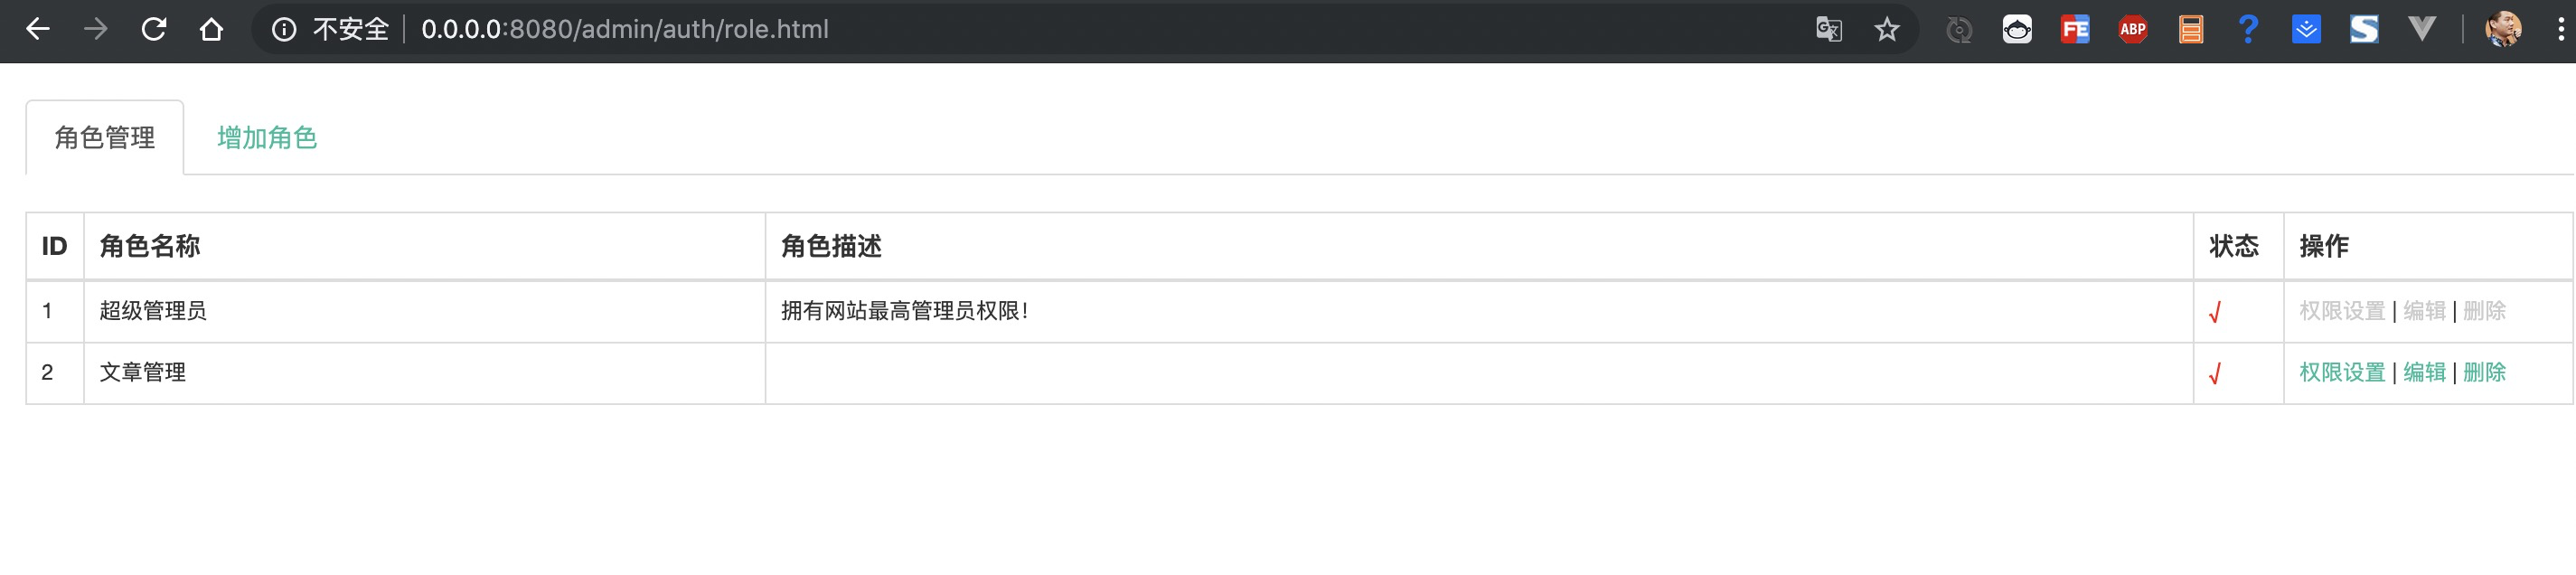 不安全 | 0.0.0.0:8080/admin/auth/role.html
FE ABP ? S
角色管理 增加角色
ID 角色名称 角色描述 状态 操作
1 超级管理员 拥有网站最高管理员权限! √ 权限设置 | 编辑 | 删除
2 文章管理 √ 权限设置 | 编辑 | 删除